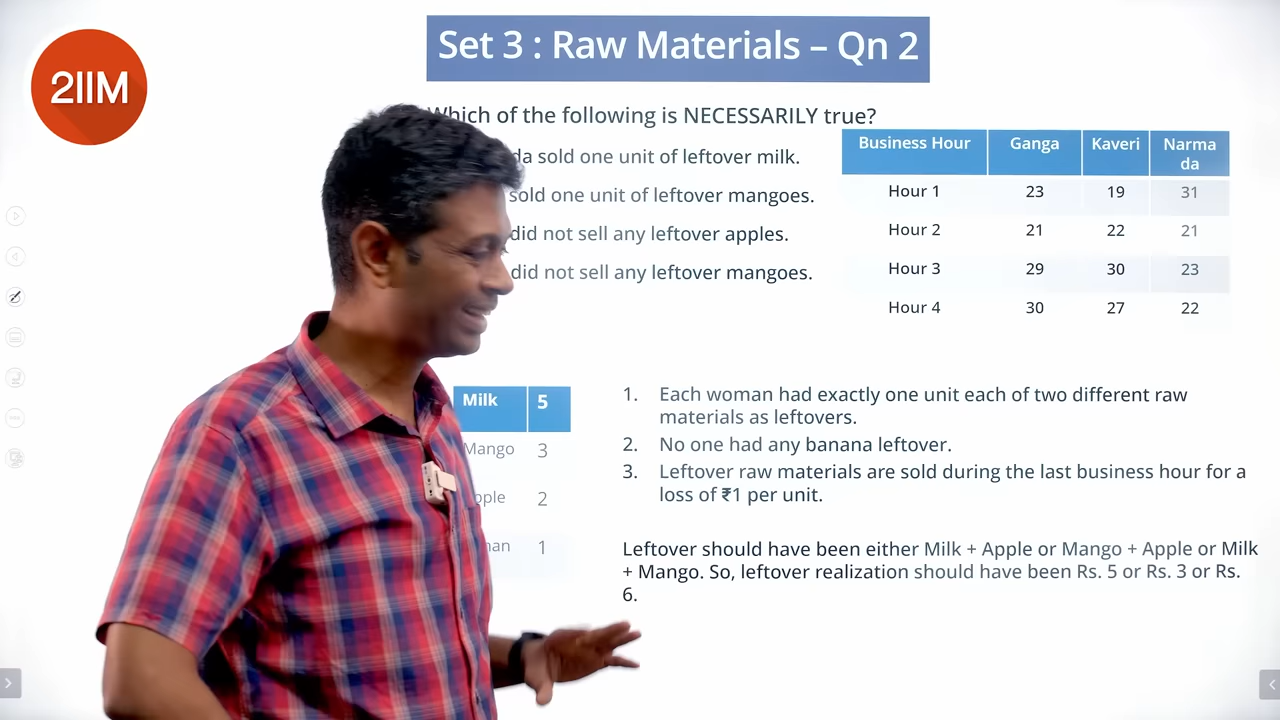 2IIM
Set 3 : Raw Materials – Qn 2
Which of the following is NECESSARILY true?
sold one unit of leftover milk.
sold one unit of leftover mangoes.
did not sell any leftover apples.
did not sell any leftover mangoes.
Business Hour Ganga Kaveri Narma
da
Hour 1 23 19 31
Hour 2 21 22 21
Hour 3 29 30 23
Hour 4 30 27 22
Milk 5
Mango 3
2
1
1. Each woman had exactly one unit each of two different raw
materials as leftovers.
2. No one had any banana leftover.
3. Leftover raw materials are sold during the last business hour for a
loss of ₹1 per unit.
Leftover should have been either Milk + Apple or Mango + Apple or Milk
+ Mango. So, leftover realization should have been Rs. 5 or Rs. 3 or Rs.
6.